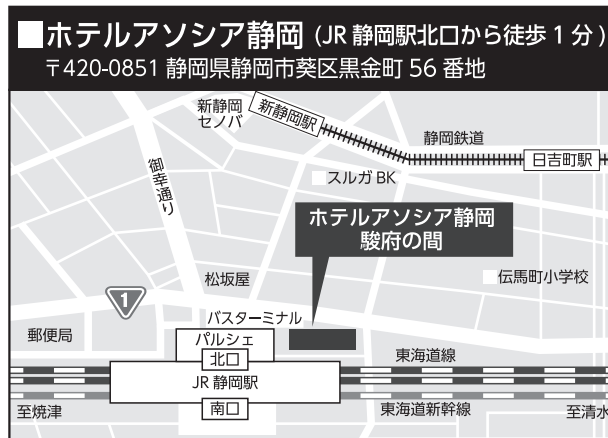 ■ホテルアソシア静岡 (JR 静岡駅北口から徒歩 1 分)
〒420-0851 静岡県静岡市葵区黒金町 56 番地
新静岡
セノバ
新静岡駅
静岡鉄道
日吉町駅
御幸通り
スルガ BK
ホテルアソシア静岡
駿府の間
松坂屋
伝馬町小学校
1
バスターミナル
郵便局
パルシェ
北口
東海道線
JR 静岡駅
南口
至焼津
東海道新幹線
至清水